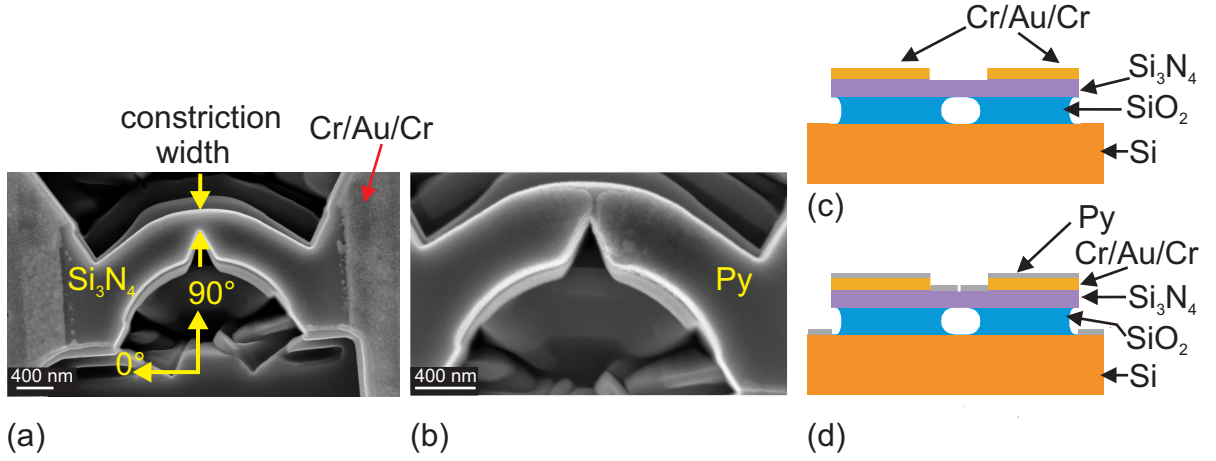 constriction
width
Cr/Au/Cr
Si₃N₄
90°
0°
400 nm
(a)
Py
400 nm
(b)
Cr/Au/Cr
Si₃N₄
SiO₂
Si
(c)
Py
Cr/Au/Cr
Si₃N₄
SiO₂
Si
(d)